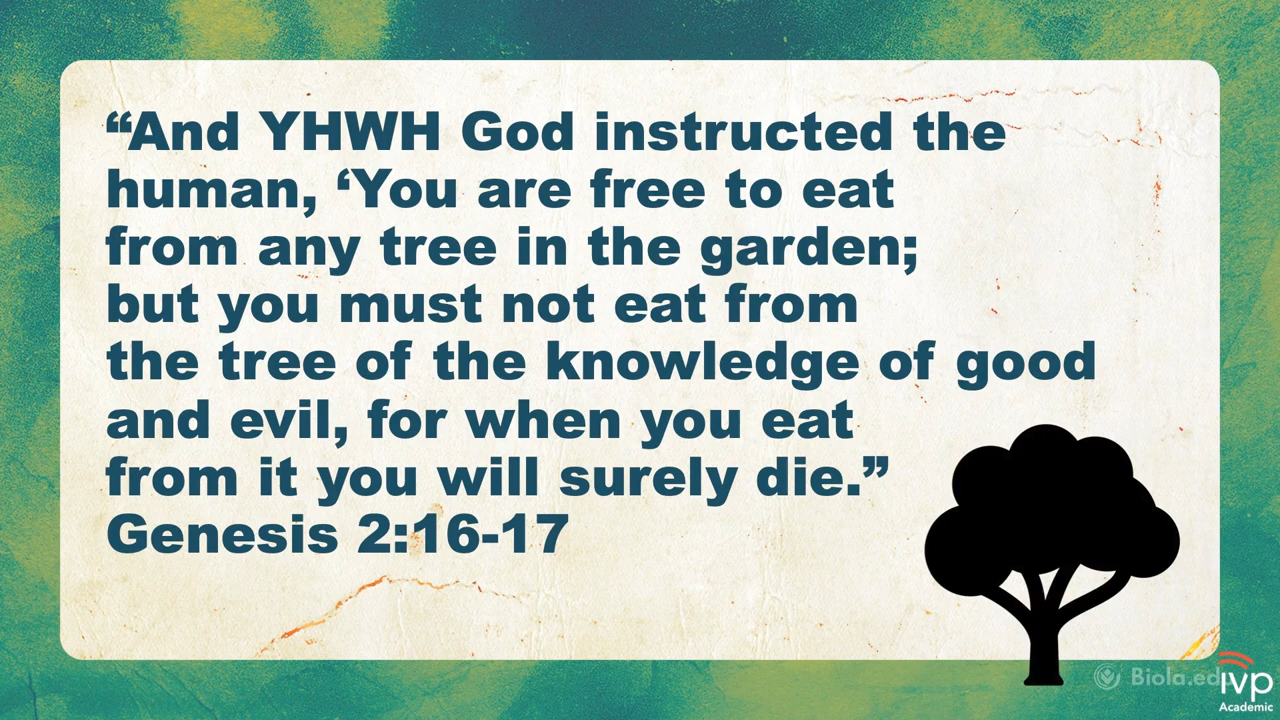 “And YHWH God instructed the
human, ‘You are free to eat
from any tree in the garden;
but you must not eat from
the tree of the knowledge of good
and evil, for when you eat
from it you will surely die.”
Genesis 2:16-17
Biola.ed
ivp
Academic